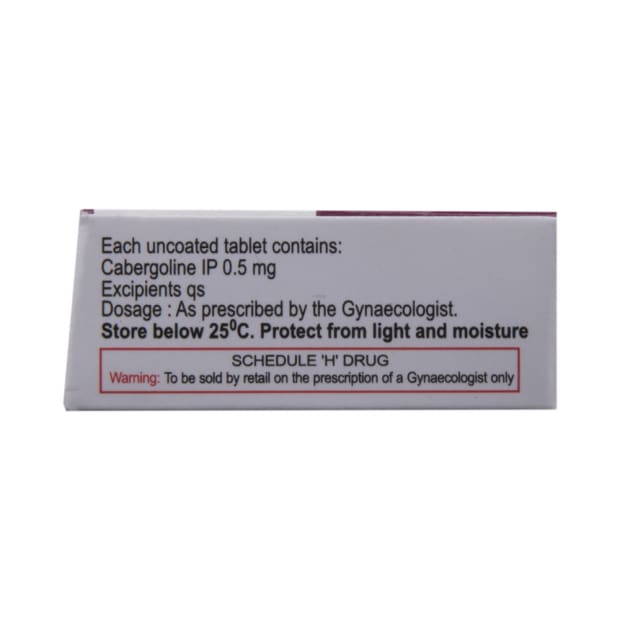 Each uncoated tablet contains:
Cabergoline IP 0.5 mg
Excipients qs
Dosage : As prescribed by the Gynaecologist.
Store below 25⁰C. Protect from light and moisture
SCHEDULE 'H' DRUG
Warning: To be sold by retail on the prescription of a Gynaecologist only